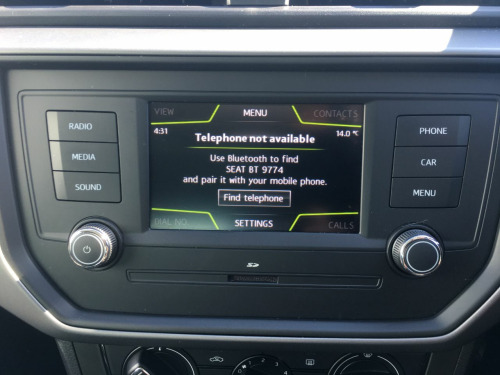 VIEW MENU CONTACTS
4:31 14.0 °C
Telephone not available
Use Bluetooth to find
SEAT BT 9774
and pair it with your mobile phone.
Find telephone
DIAL NO. SETTINGS CALLS
RADIO
MEDIA
SOUND
PHONE
CAR
MENU
SD